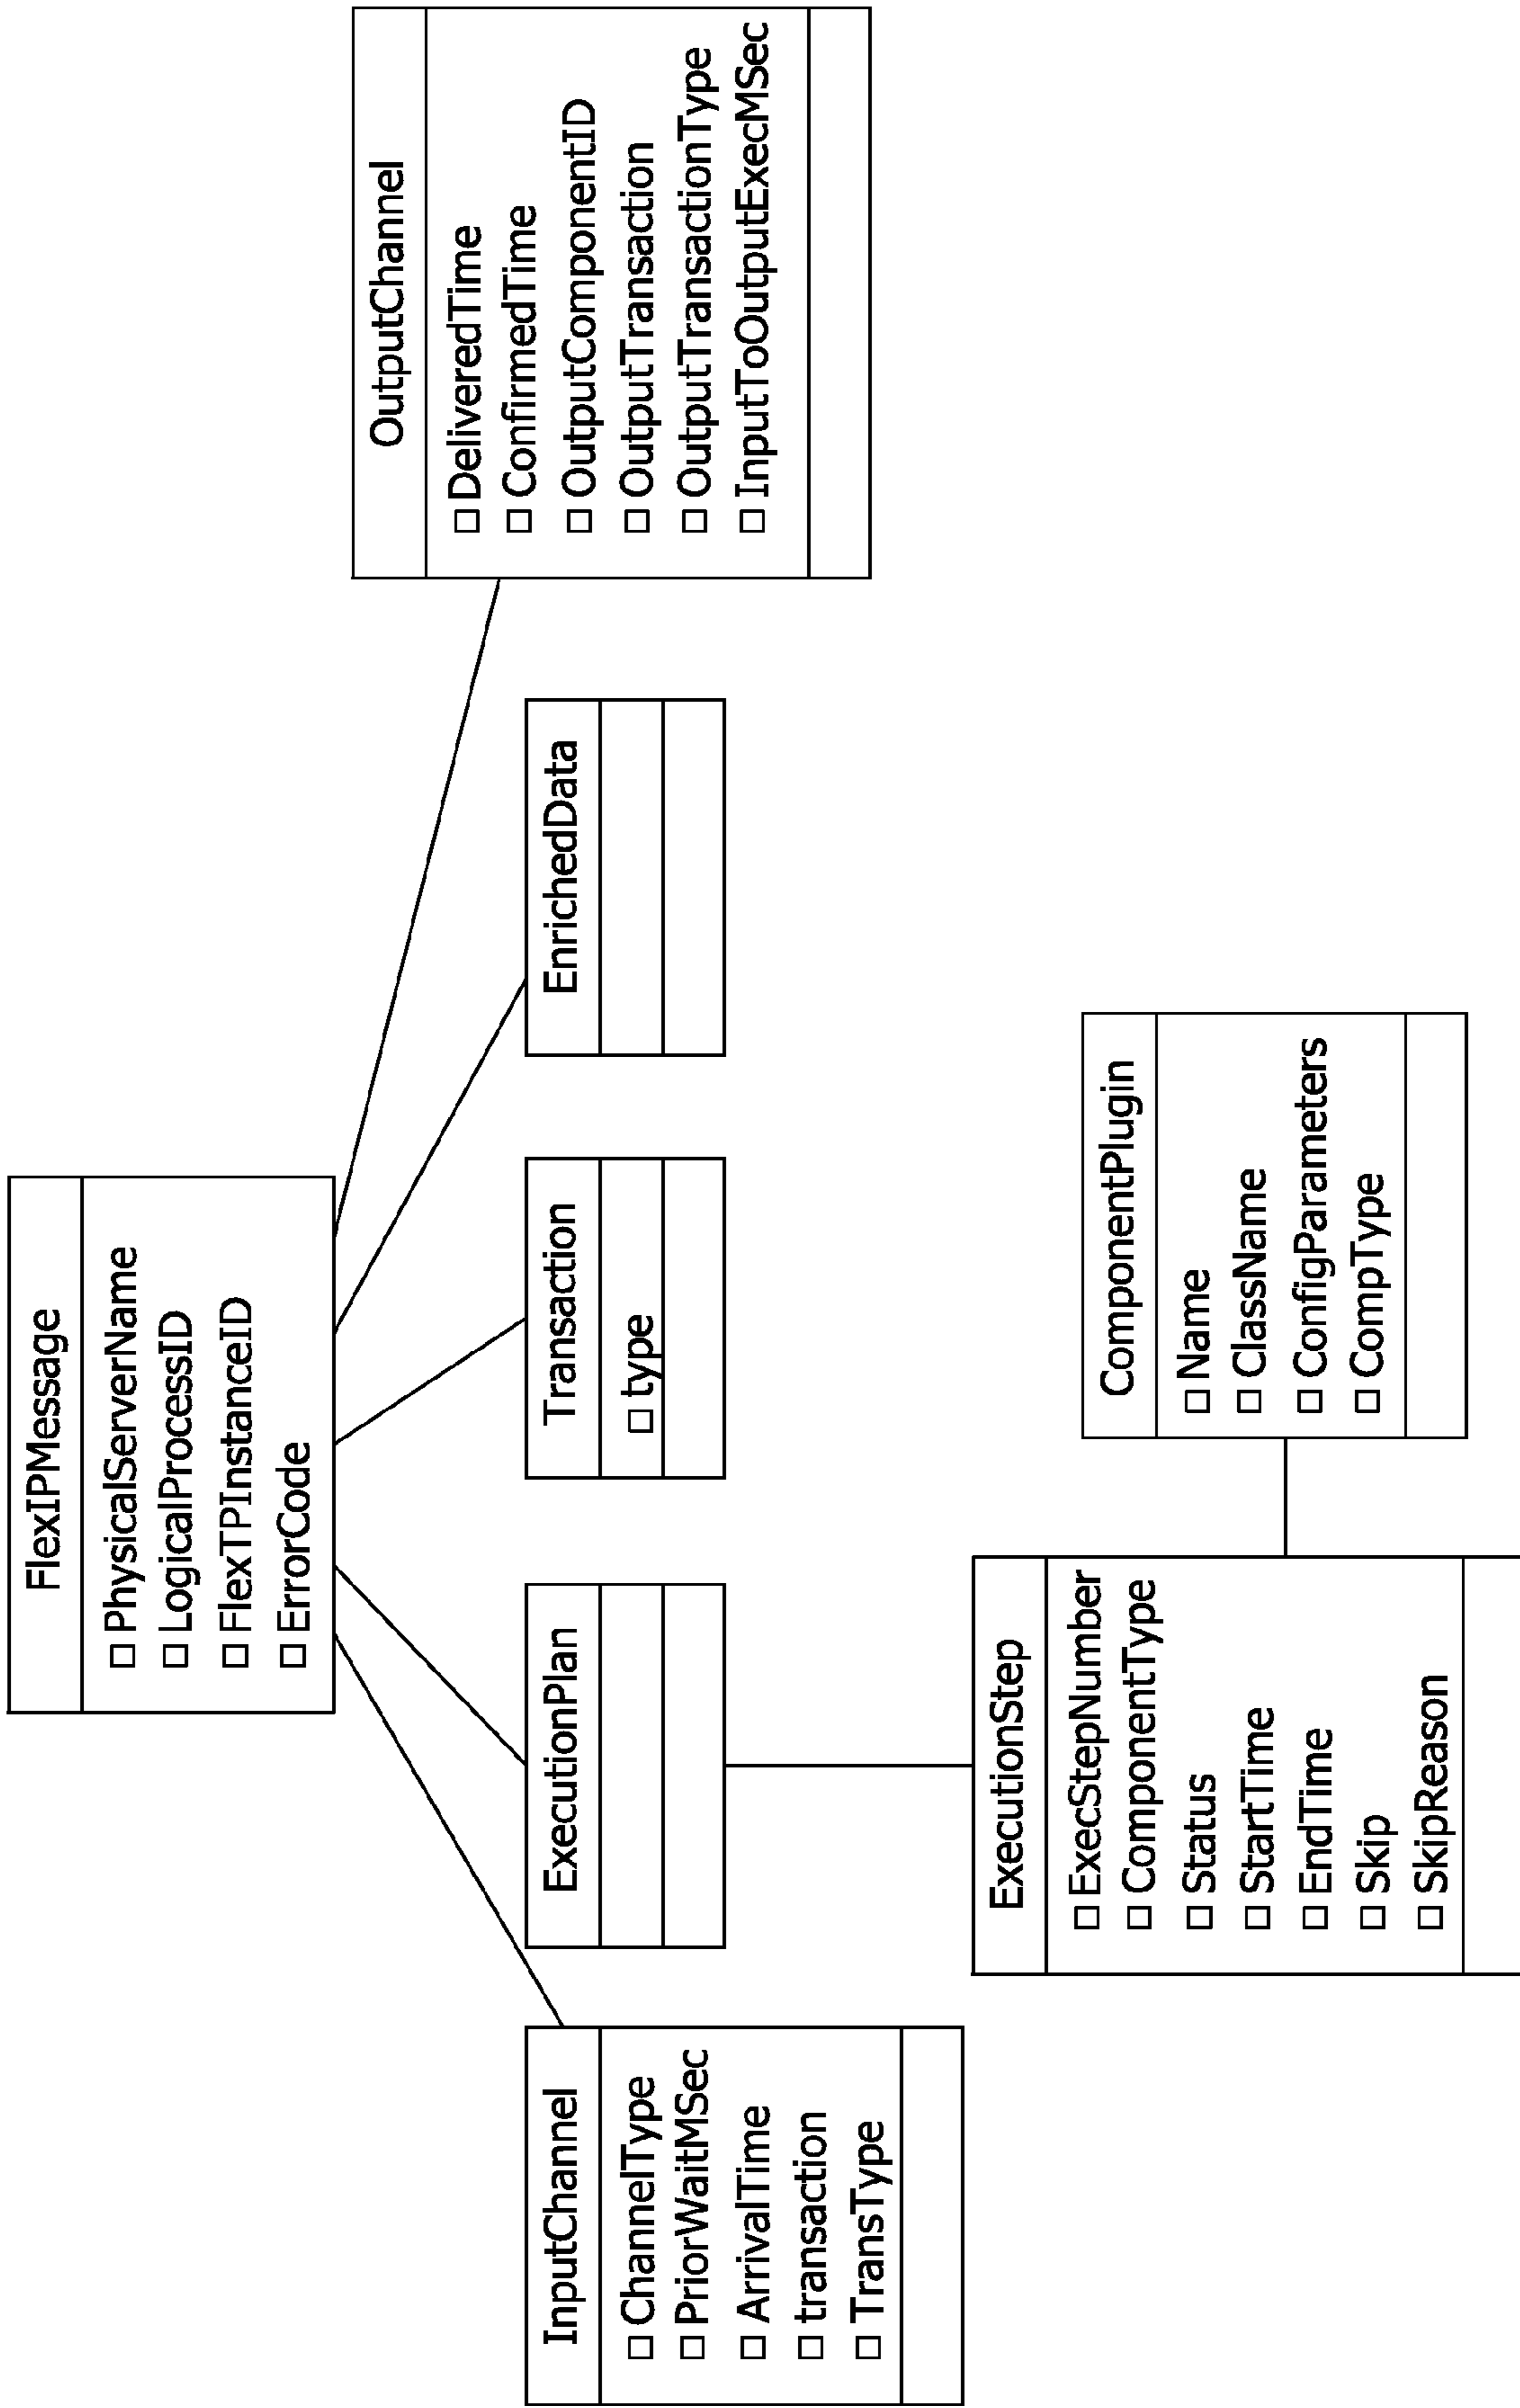 FlexIPMessage
PhysicalServerName
LogicalProcessID
FlexTPInstanceID
ErrorCode
InputChannel
ChannelType
PriorWaitMSec
ArrivalTime
transaction
TransType
ExecutionPlan
Transaction
type
EnrichedData
OutputChannel
DeliveredTime
ConfirmedTime
OutputComponentID
OutputTransaction
OutputTransactionType
InputToOutputExecMSec
ExecutionStep
ExecStepNumber
ComponentType
Status
StartTime
EndTime
Skip
SkipReason
ComponentPlugin
Name
ClassName
ConfigParameters
CompType